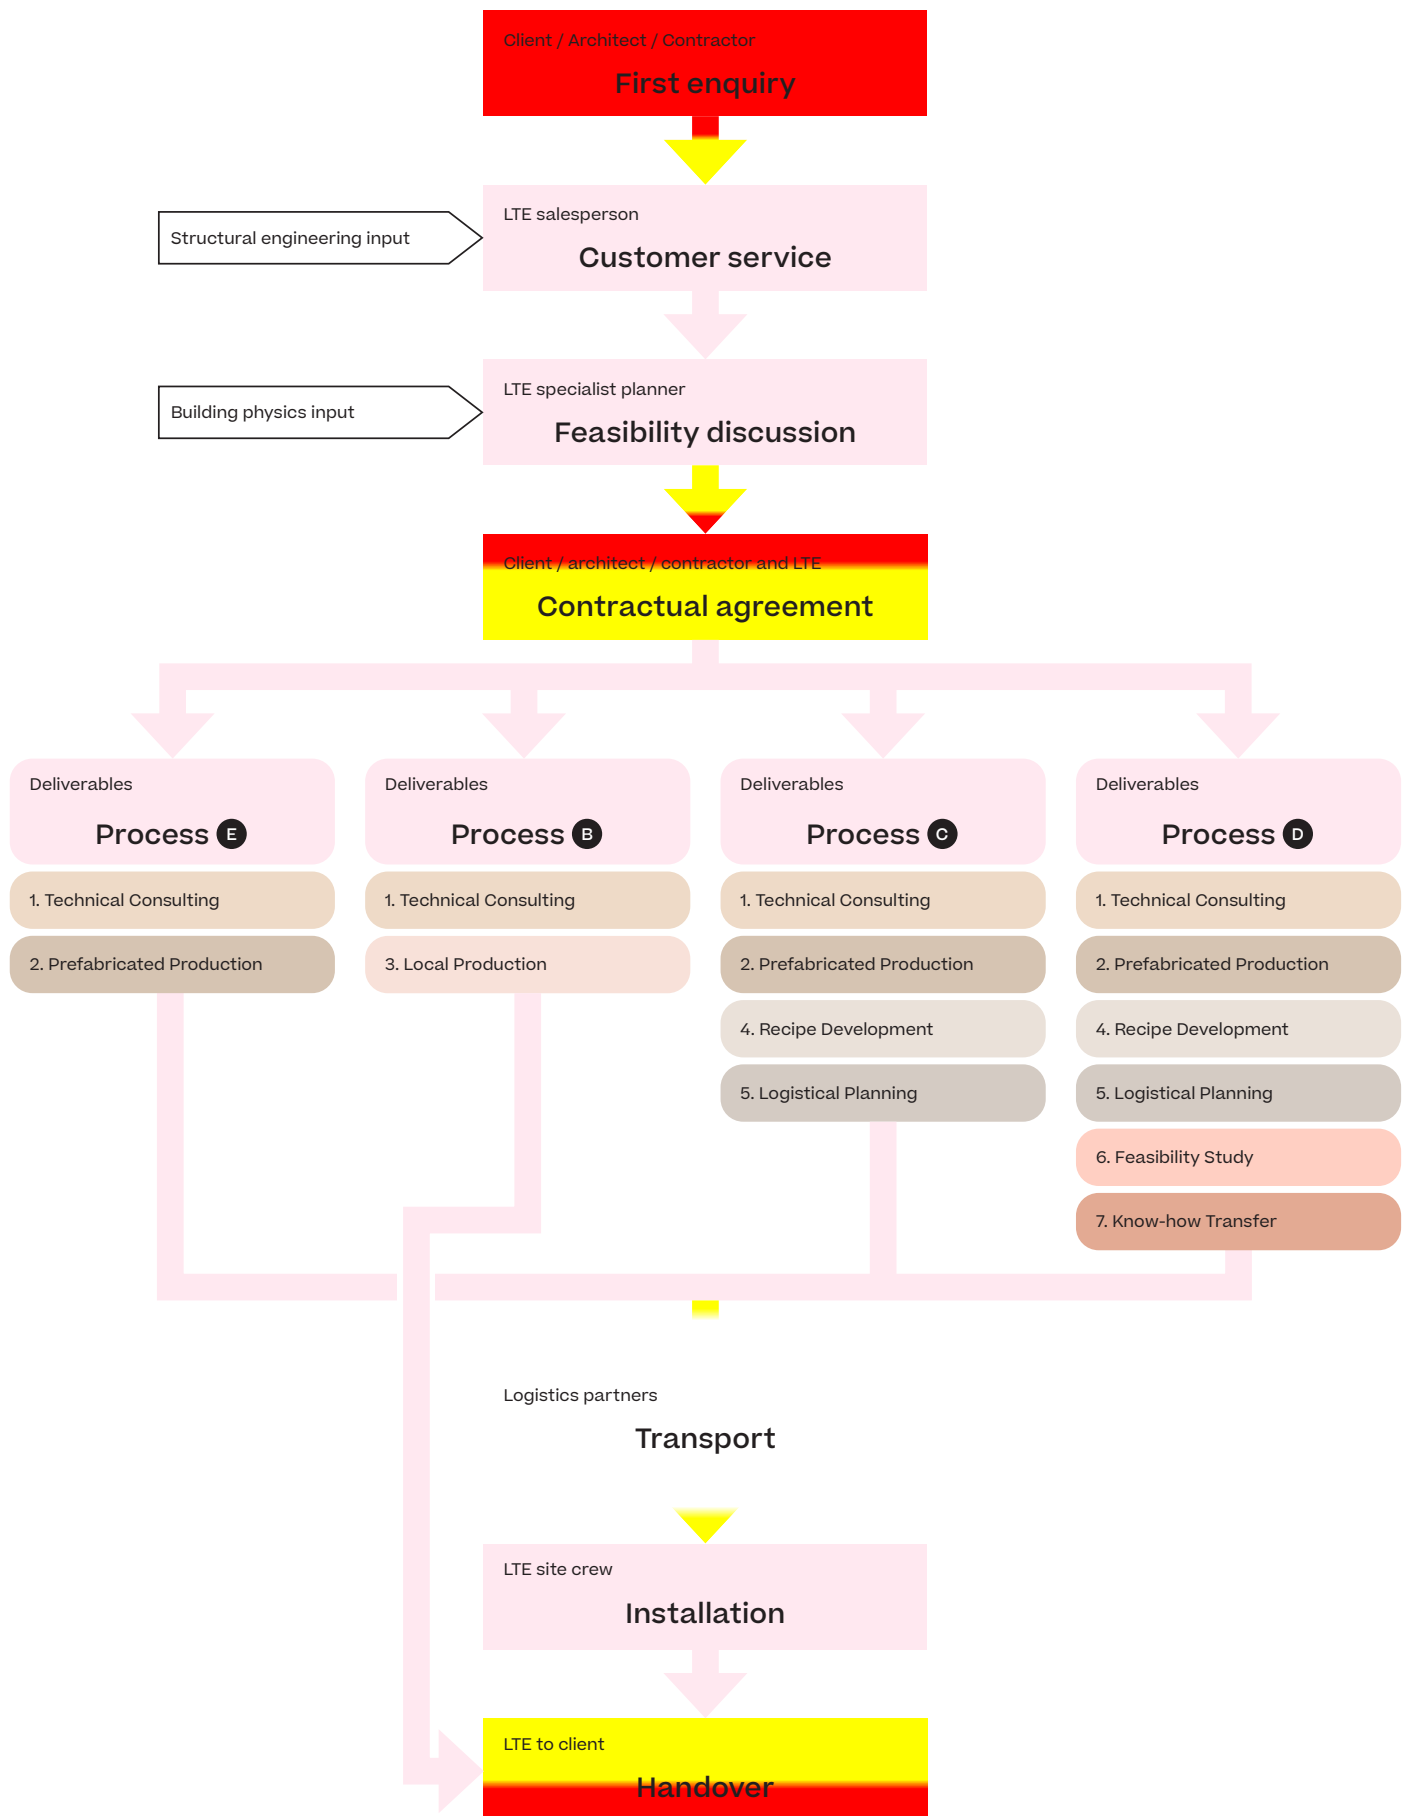 Client / Architect / Contractor
First enquiry
Structural engineering input
LTE salesperson
Customer service
Building physics input
LTE specialist planner
Feasibility discussion
Client / architect / contractor and LTE
Contractual agreement
Deliverables
Process E
1. Technical Consulting
2. Prefabricated Production
Deliverables
Process B
1. Technical Consulting
3. Local Production
Deliverables
Process C
1. Technical Consulting
2. Prefabricated Production
4. Recipe Development
5. Logistical Planning
Deliverables
Process D
1. Technical Consulting
2. Prefabricated Production
4. Recipe Development
5. Logistical Planning
6. Feasibility Study
7. Know-how Transfer
Logistics partners
Transport
LTE site crew
Installation
LTE to client
Handover